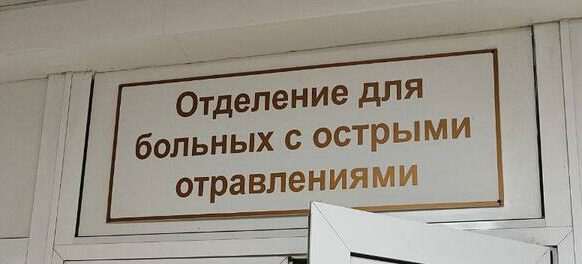 Отделение для
больных с острыми
отравлениями